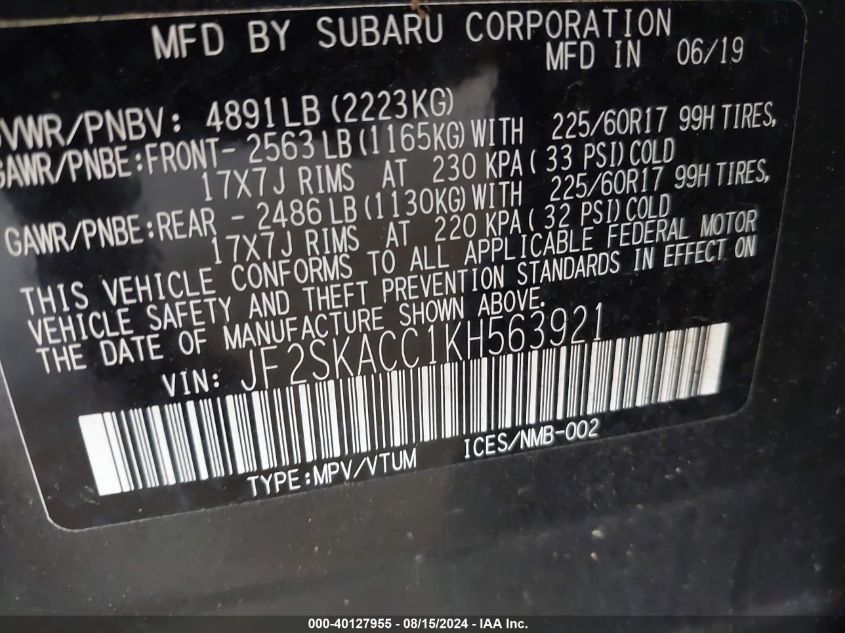 MFD BY SUBARU CORPORATION
MFD IN 06/19
GVWR/PNBV: 4891LB (2223KG)
GAWR/PNBE:FRONT- 2563 LB (1165KG) WITH 225/60R17 99H TIRES,
17X7J RIMS AT 230 KPA ( 33 PSI) COLD
GAWR/PNBE:REAR - 2486 LB (1130KG) WITH 225/60R17 99H TIRES,
17X7J RIMS AT 220 KPA ( 32 PSI) COLD
THIS VEHICLE CONFORMS TO ALL APPLICABLE FEDERAL MOTOR
VEHICLE SAFETY AND THEFT PREVENTION STANDARDS IN EFFECT ON
THE DATE OF MANUFACTURE SHOWN ABOVE.
VIN: JF2SKACC1KH563921
TYPE:MPV/VTUM ICES/NMB-002
000-40127955 - 08/15/2024 - IAA Inc.